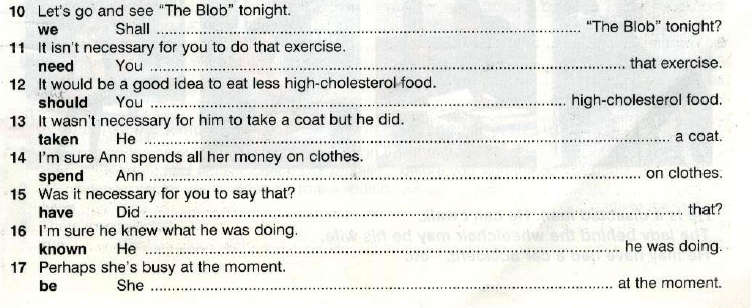 10 Let's go and see "The Blob" tonight.
we Shall ........................................ "The Blob" tonight?
11 It isn't necessary for you to do that exercise.
need You ........................................ that exercise.
12 It would be a good idea to eat less high-cholesterol food.
should You ........................................ high-cholesterol food.
13 It wasn't necessary for him to take a coat but he did.
taken He ........................................ a coat.
14 I'm sure Ann spends all her money on clothes.
spend Ann ........................................ on clothes.
15 Was it necessary for you to say that?
have Did ........................................ that?
16 I'm sure he knew what he was doing.
known He ........................................ he was doing.
17 Perhaps she's busy at the moment.
be She ........................................ at the moment.